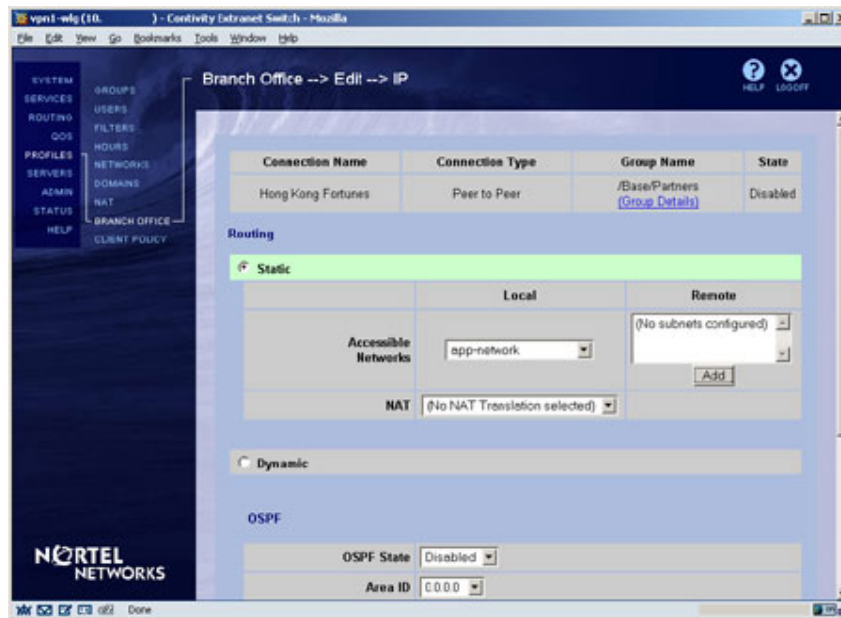 vpn1-wlg (10. ) - Contivity Extranet Switch - Mozilla
File Edit View Go Bookmarks Tools Window Help
SYSTEM
SERVICES
ROUTING
QOS
PROFILES
SERVERS
ADMIN
STATUS
HELP
GROUPS
USERS
FILTERS
HOURS
NETWORKS
DOMAINS
NAT
BRANCH OFFICE
CLIENT POLICY
Branch Office --> Edit --> IP
HELP LOGOFF
Connection Name Connection Type Group Name State
Hong Kong Fortunes Peer to Peer /Base/Partners (Group Details) Disabled
Routing
Static
Local Remote
Accessible Networks app-network (No subnets configured)
Add
NAT (No NAT Translation selected)
Dynamic
OSPF
OSPF State Disabled
Area ID 0.0.0.0
NORTEL
NETWORKS
Done